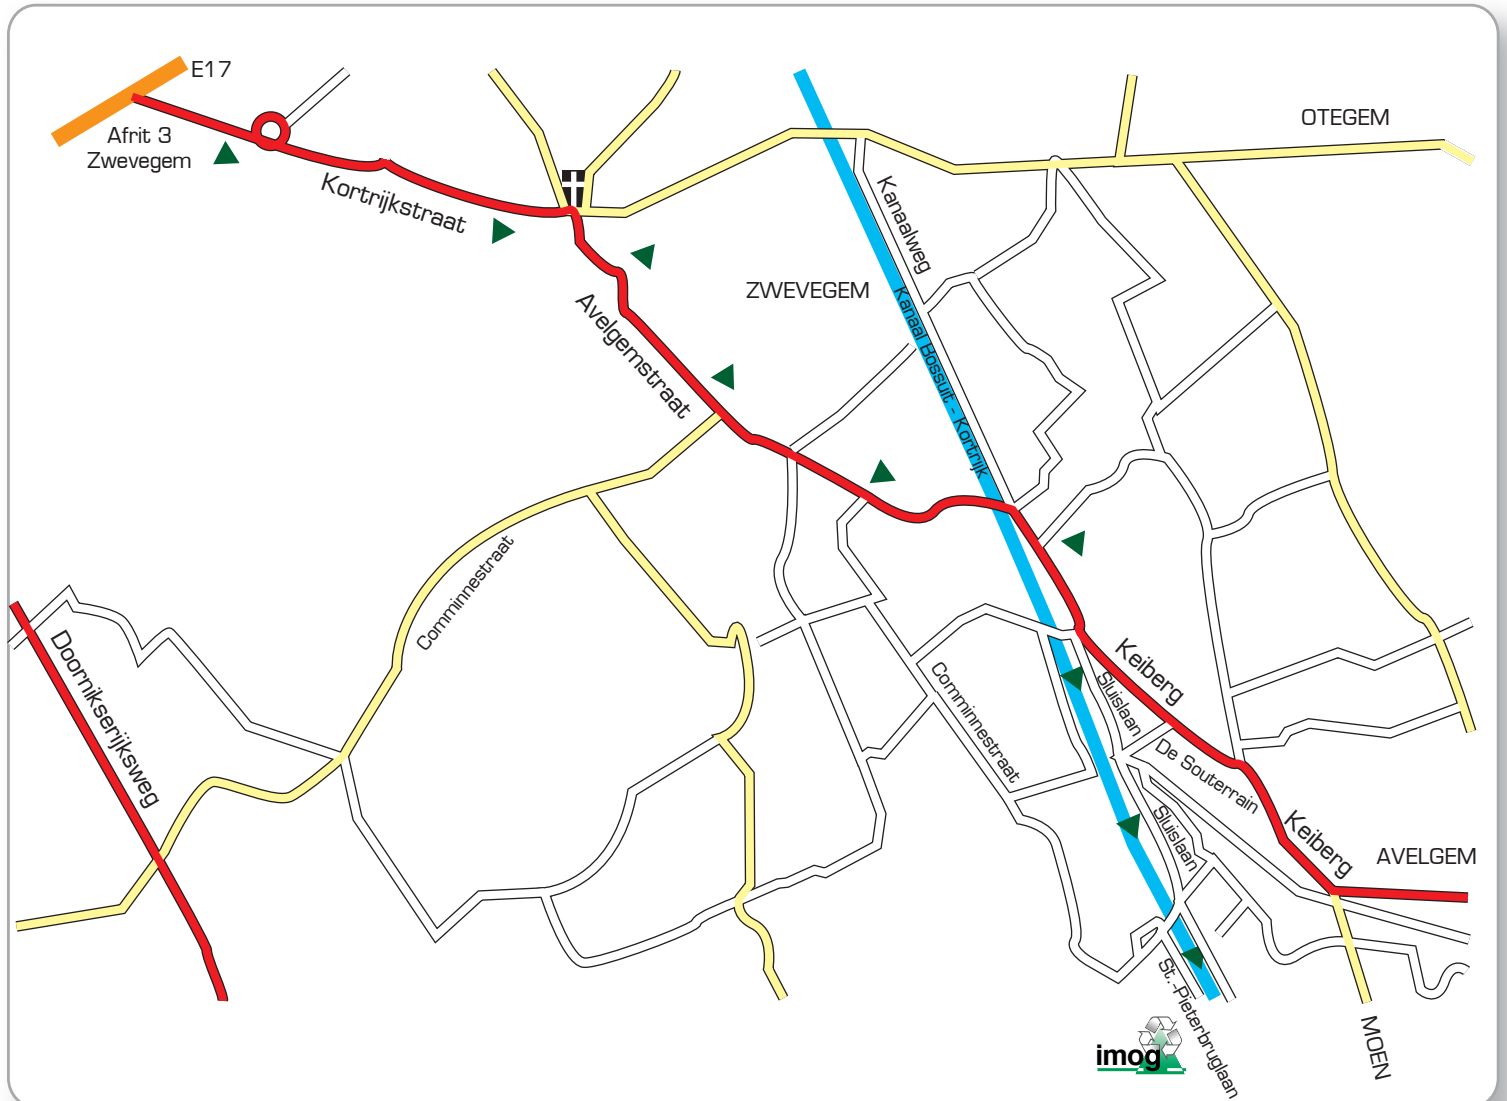 E17
Afrit 3
Zwevegem
OTEGEM
Kortrijkstraat
Kanaalweg
ZWEVEGEM
Avelgemstraat
Kanaal Bossuit - Kortrijk
Comminnestraat
Doornikserijksweg
Keiberg
Comminnestraat
Sluislaan
De Souterrain
Sluislaan
Keiberg
AVELGEM
St.-Pieterbruglaan
MOEN
imog